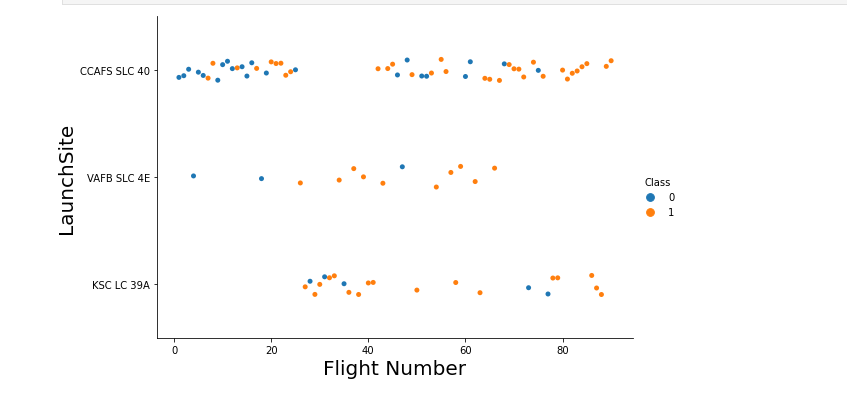 LaunchSite
CCAFS SLC 40
VAFB SLC 4E
KSC LC 39A
0
20
40
60
80
Flight Number
Class
0
1